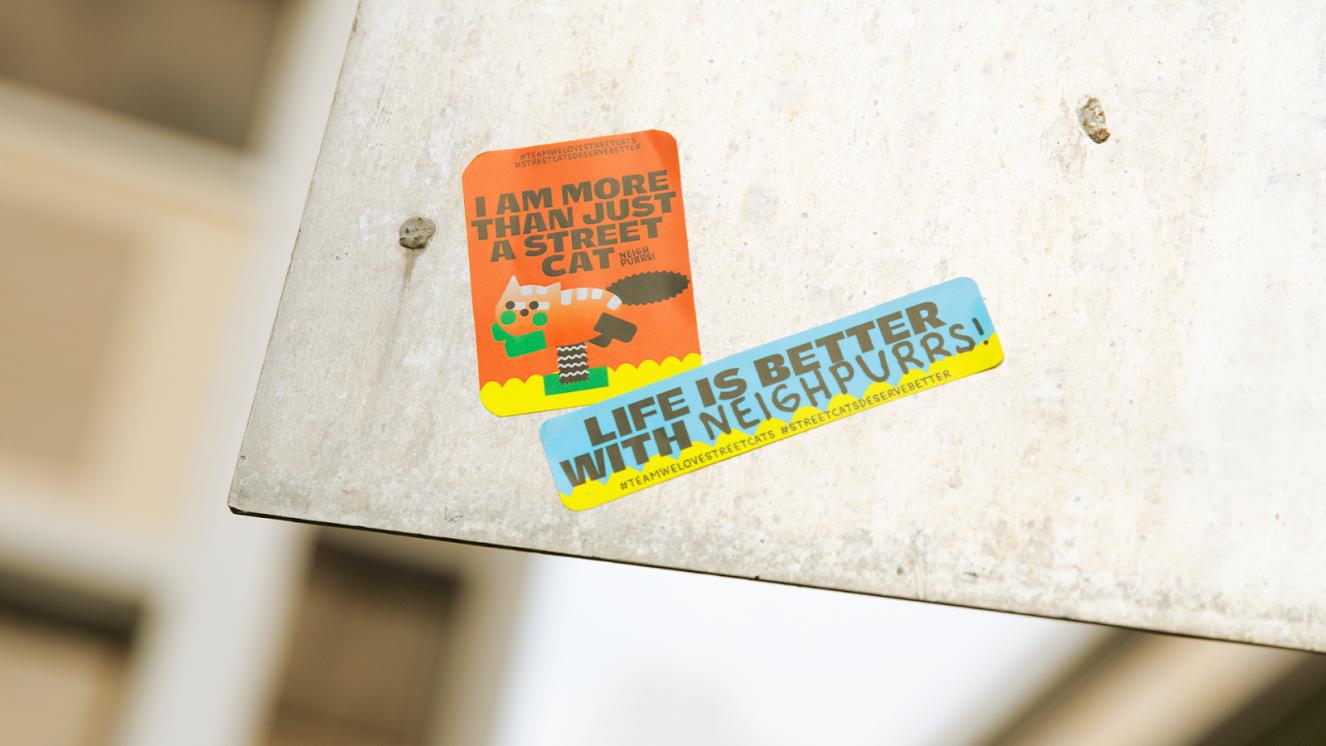 #TEAMWELOVESTREETCATS
#STREETCATSDESERVEBETTER
I AM MORE
THAN JUST
A STREET
CAT
NEIGH
PURRS!
LIFE IS BETTER
WITH NEIGHPURRS!
#TEAMWELOVESTREETCATS #STREETCATSDESERVEBETTER